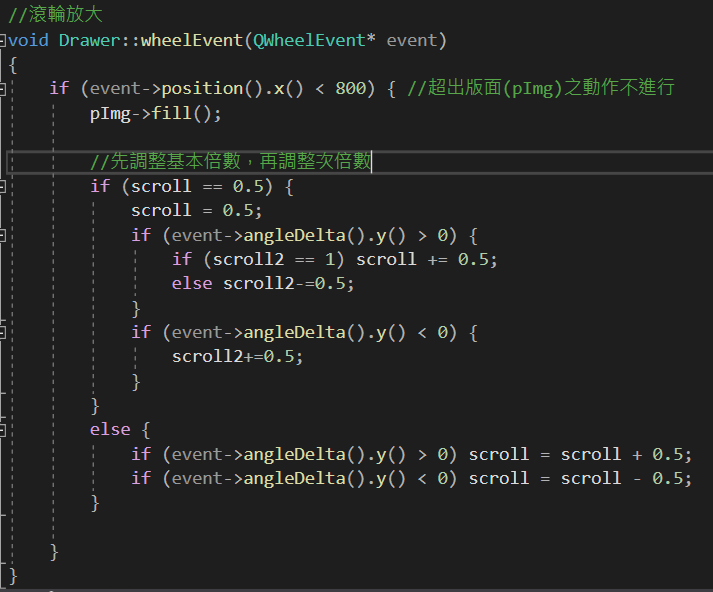 //滾輪放大
void Drawer::wheelEvent(QWheelEvent* event)
{
if (event->position().x() < 800) { //超出版面(pImg)之動作不進行
pImg->fill();
//先調整基本倍數，再調整次倍數
if (scroll == 0.5) {
scroll = 0.5;
if (event->angleDelta().y() > 0) {
if (scroll2 == 1) scroll += 0.5;
else scroll2-=0.5;
}
if (event->angleDelta().y() < 0) {
scroll2+=0.5;
}
}
else {
if (event->angleDelta().y() > 0) scroll = scroll + 0.5;
if (event->angleDelta().y() < 0) scroll = scroll - 0.5;
}
}
}